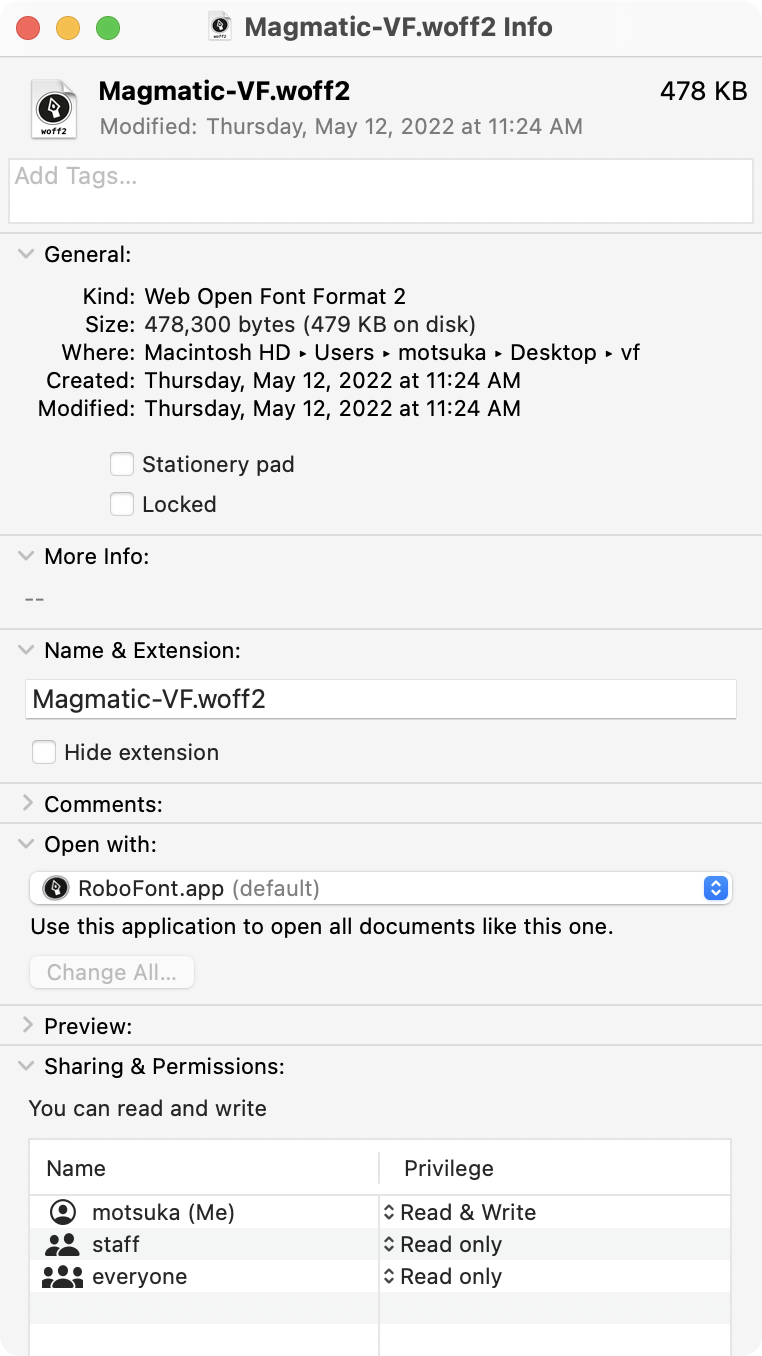 Magmatic-VF.woff2 Info
Magmatic-VF.woff2 478 KB
Modified: Thursday, May 12, 2022 at 11:24 AM
woff2
Add Tags...
General:
Kind: Web Open Font Format 2
Size: 478,300 bytes (479 KB on disk)
Where: Macintosh HD ▸ Users ▸ motsuka ▸ Desktop ▸ vf
Created: Thursday, May 12, 2022 at 11:24 AM
Modified: Thursday, May 12, 2022 at 11:24 AM
Stationery pad
Locked
More Info:
--
Name & Extension:
Magmatic-VF.woff2
Hide extension
Comments:
Open with:
RoboFont.app (default)
Use this application to open all documents like this one.
Change All...
Preview:
Sharing & Permissions:
You can read and write
Name Privilege
motsuka (Me) Read & Write
staff Read only
everyone Read only